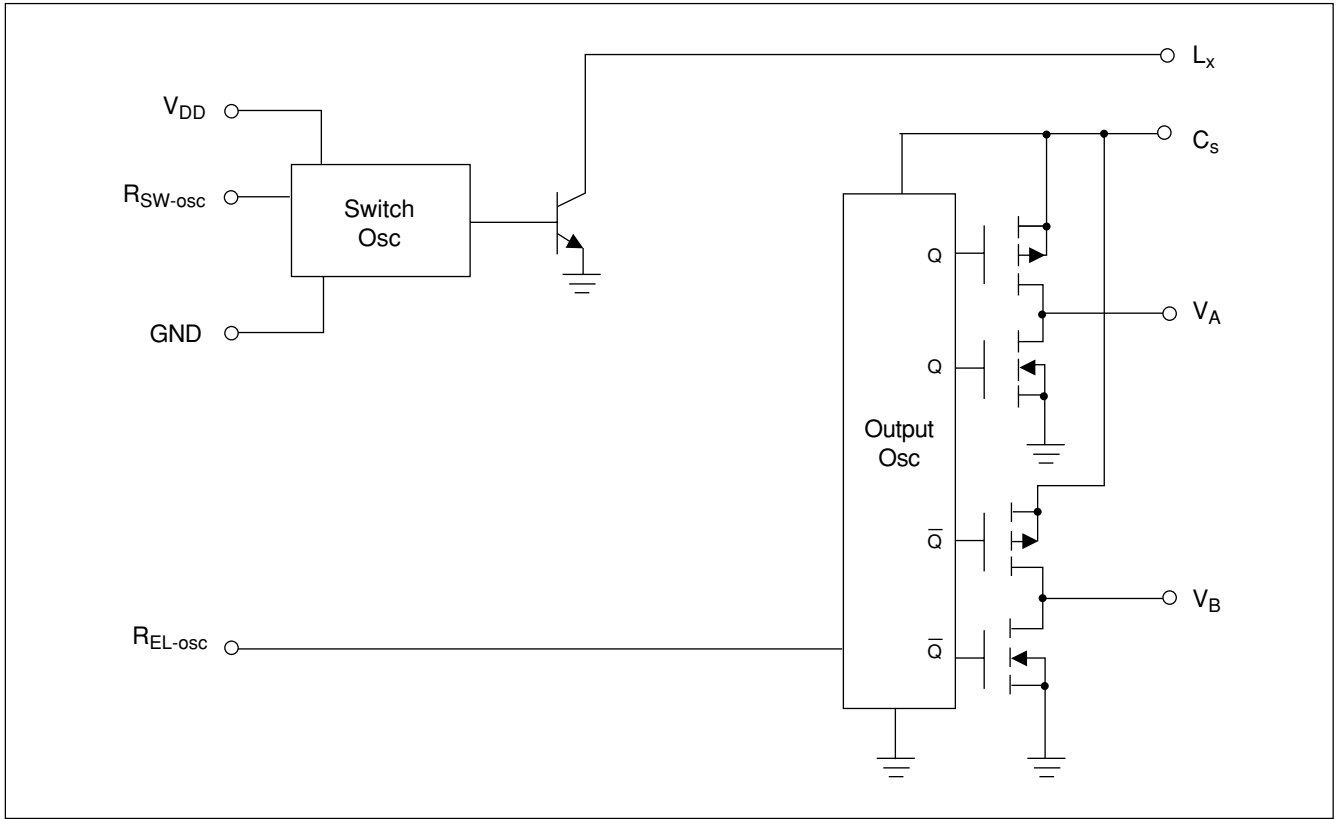 Lx
VDD
Cs
RSW-osc
Switch
Osc
Q
GND
VA
Q
Output
Osc
Q̅
VB
REL-osc
Q̅